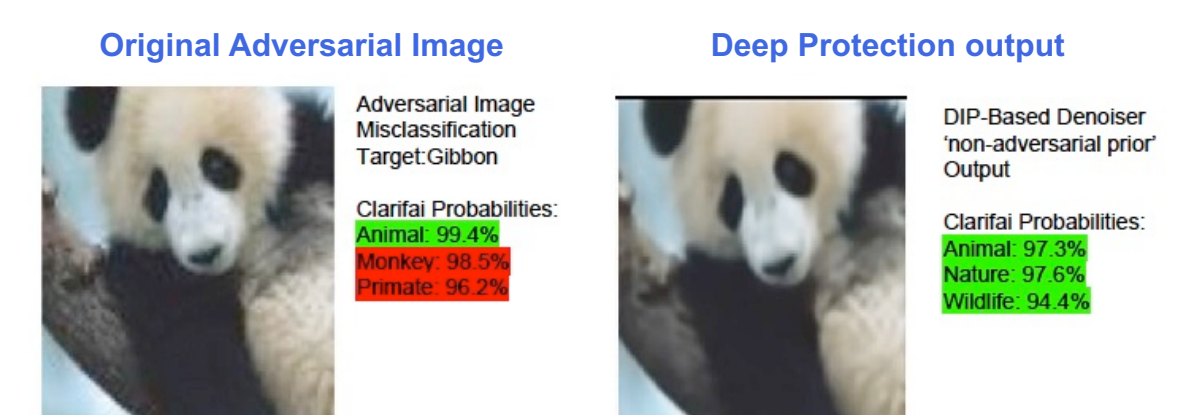 Original Adversarial Image
Adversarial Image
Misclassification
Target:Gibbon
Clarifai Probabilities:
Animal: 99.4%
Monkey: 98.5%
Primate: 96.2%
Deep Protection output
DIP-Based Denoiser
‘non-adversarial prior’
Output
Clarifai Probabilities:
Animal: 97.3%
Nature: 97.6%
Wildlife: 94.4%